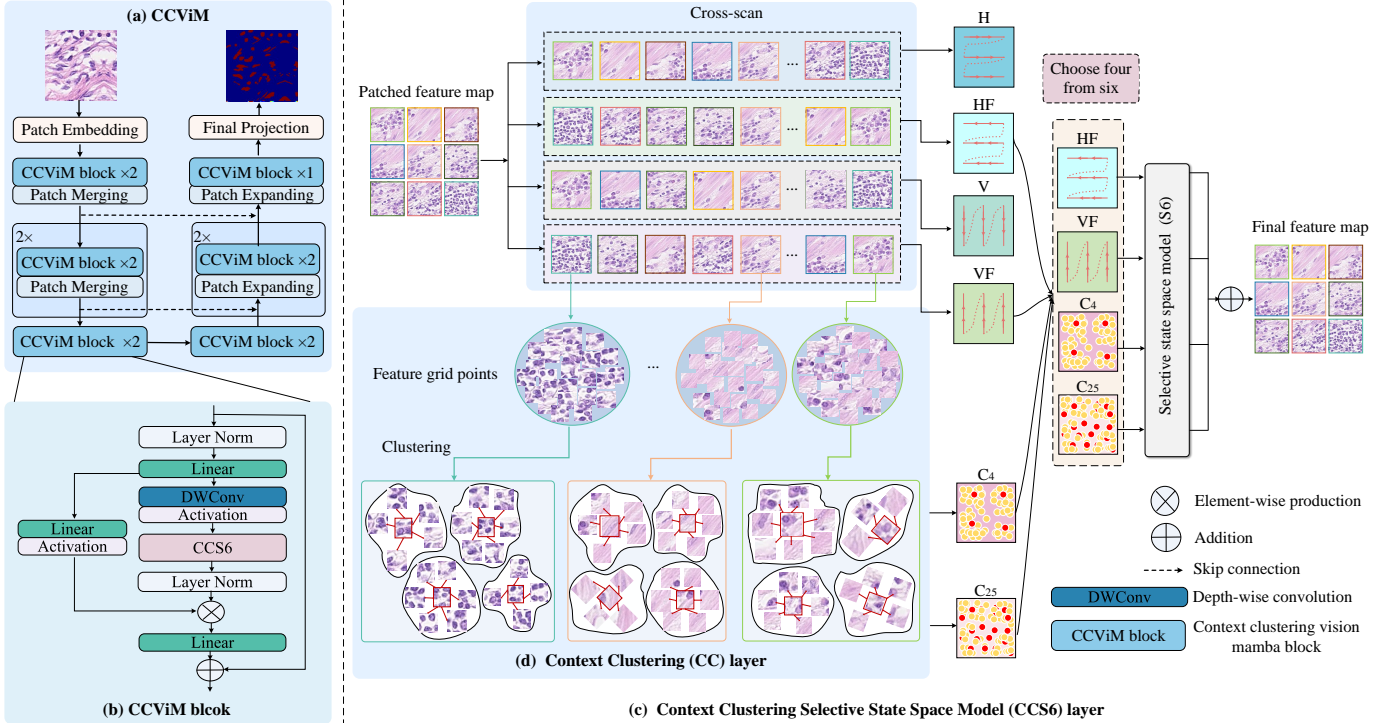 (a) CCViM
Patch Embedding
Final Projection
CCViM block ×2
Patch Merging
CCViM block ×1
Patch Expanding
2×
CCViM block ×2
Patch Merging
2×
CCViM block ×2
Patch Expanding
CCViM block ×2
CCViM block ×2
Layer Norm
Linear
DWConv
Activation
Linear
Activation
CCS6
Layer Norm
Linear
(b) CCViM blcok
Cross-scan
Patched feature map
...
...
...
...
H
HF
V
VF
Choose four
from six
HF
VF
C4
C25
Selective state space model (S6)
Final feature map
Feature grid points
...
Clustering
C4
C25
(d) Context Clustering (CC) layer
Element-wise production
Addition
Skip connection
DWConv
Depth-wise convolution
CCViM block
Context clustering vision
mamba block
(c) Context Clustering Selective State Space Model (CCS6) layer